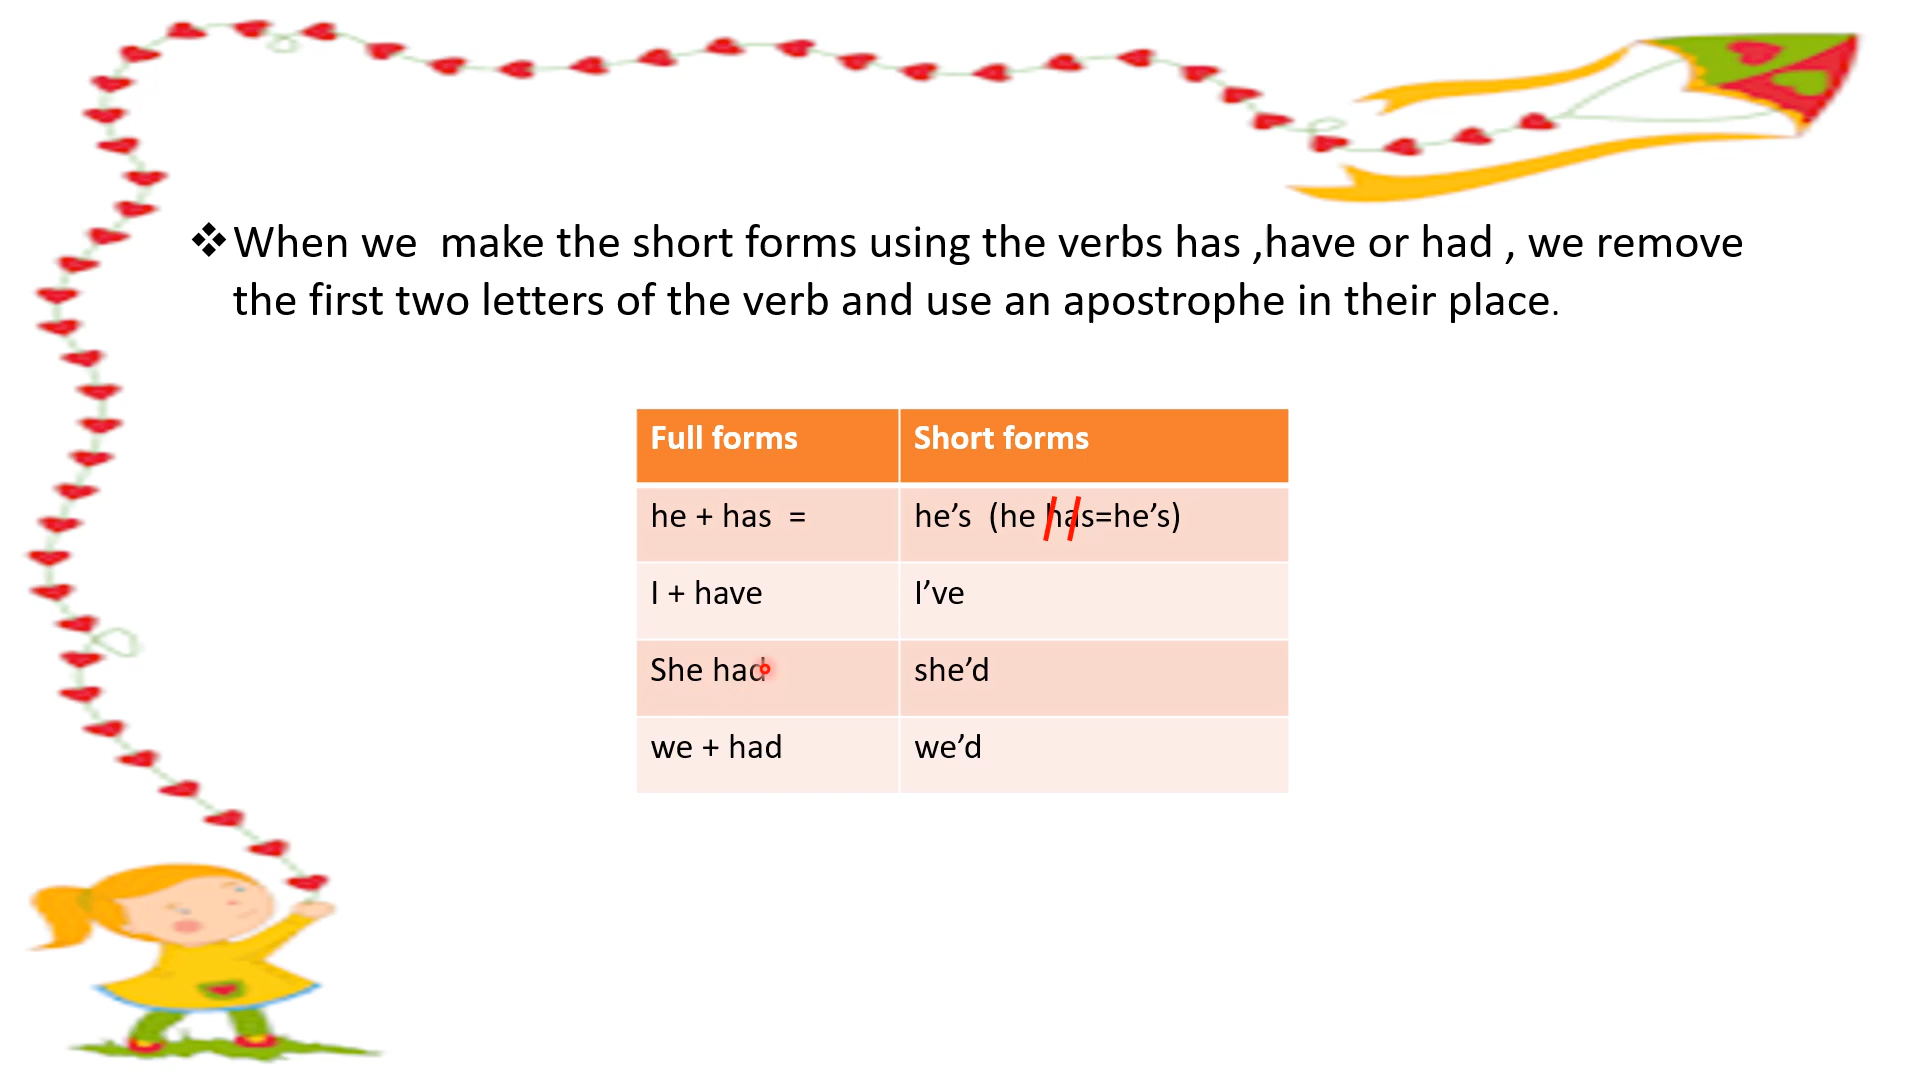 ❖When we  make the short forms using the verbs has ,have or had , we remove
the first two letters of the verb and use an apostrophe in their place.
Full forms Short forms
he + has  = he’s  (he has=he’s)
I + have I’ve
She had she’d
we + had we’d